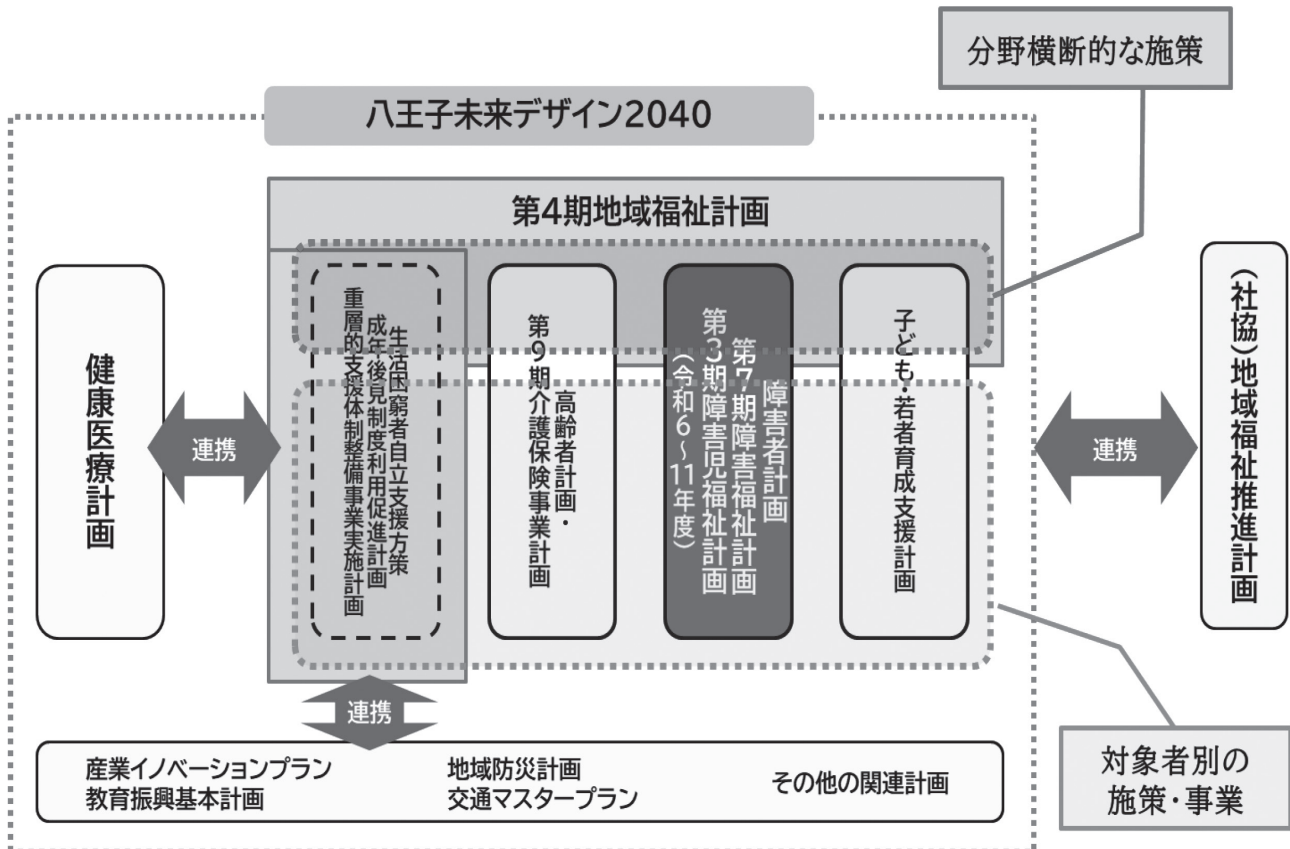 分野横断的な施策
八王子未来デザイン2040
第4期地域福祉計画
健康医療計画
連携
生活困窮者自立支援方策
成年後見制度利用促進計画
重層的支援体制整備事業実施計画
高齢者計画・
第9期介護保険事業計画
障害者計画
第7期障害福祉計画
第3期障害児福祉計画
(令和6~11年度)
子ども・若者育成支援計画
連携
(社協)地域福祉推進計画
連携
産業イノベーションプラン
教育振興基本計画
地域防災計画
交通マスタープラン
その他の関連計画
対象者別の
施策・事業